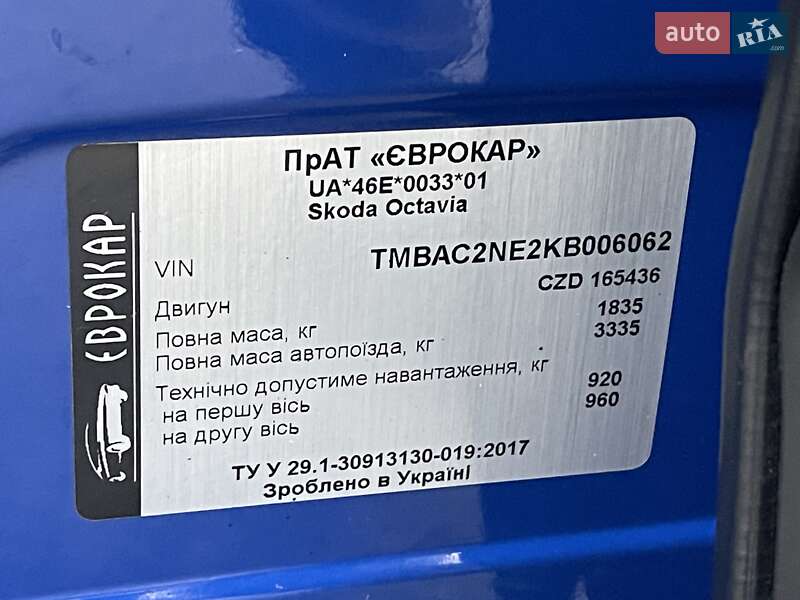 auto RIA .com
ПрАТ «ЄВРОКАР»
UA*46E*0033*01
Skoda Octavia
ЄВРОКАР
VIN TMBAC2NE2KB006062
Двигун CZD 165436
Повна маса, кг 1835
Повна маса автопоїзда, кг 3335
Технічно допустиме навантаження, кг
на першу вісь 920
на другу вісь 960
ТУ У 29.1-30913130-019:2017
Зроблено в Україні